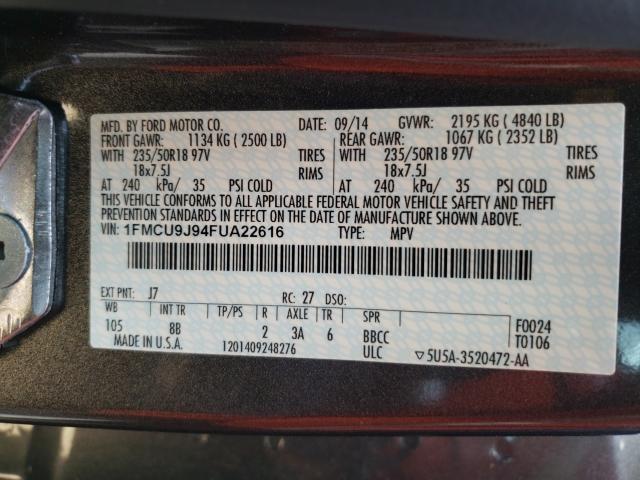 MFD. BY FORD MOTOR CO. DATE: 09/14 GVWR: 2195 KG ( 4840 LB)
FRONT GAWR: 1134 KG ( 2500 LB) REAR GAWR: 1067 KG ( 2352 LB)
WITH 235/50R18 97V TIRES WITH 235/50R18 97V TIRES
18x7.5J RIMS 18x7.5J RIMS
AT 240 kPa/ 35 PSI COLD AT 240 kPa/ 35 PSI COLD
THIS VEHICLE CONFORMS TO ALL APPLICABLE FEDERAL MOTOR VEHICLE SAFETY AND THEFT
PREVENTION STANDARDS IN EFFECT ON THE DATE OF MANUFACTURE SHOWN ABOVE.
VIN: 1FMCU9J94FUA22616 TYPE: MPV
EXT PNT: J7 RC: 27 DSO:
WB INT TR TP/PS R AXLE TR SPR F0024
105 8B 2 3A 6 BBCC T0106
MADE IN U.S.A. 1201409248276 ULC ▽5U5A-3520472-AA